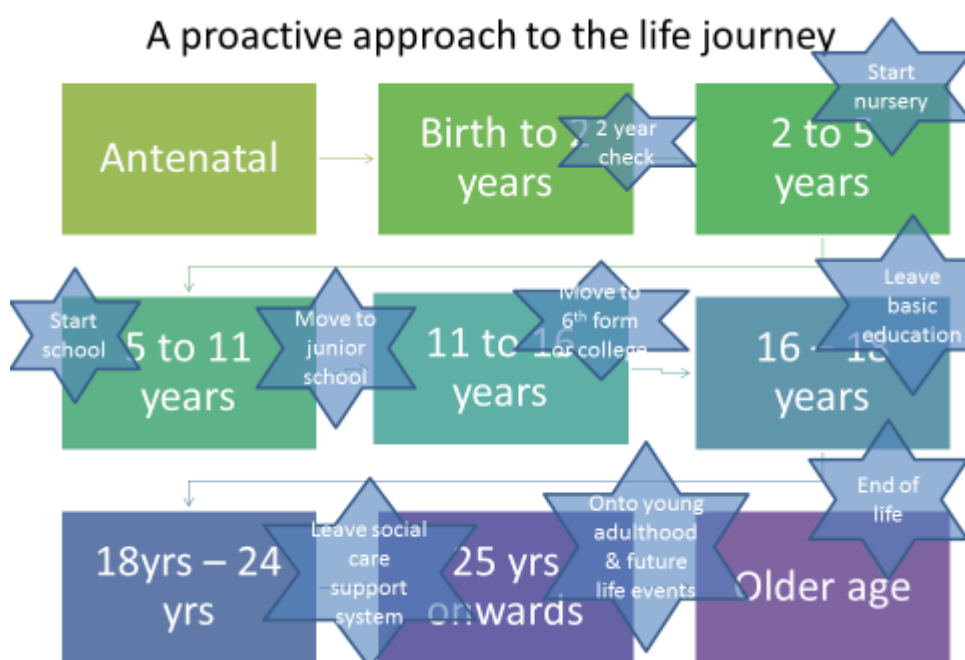 A proactive approach to the life journey
Antenatal
Birth to 2
years
2 year
check
2 to 5
years
Start
nursery
Start
school
5 to 11
years
Move to
junior
school
11 to 16
years
Move to
6th form
or college
16 – 18
years
Leave
basic
education
18yrs – 24
yrs
Leave social
care
support
system
25 yrs
onwards
Onto young
adulthood
& future
life events
Older age
End of
life